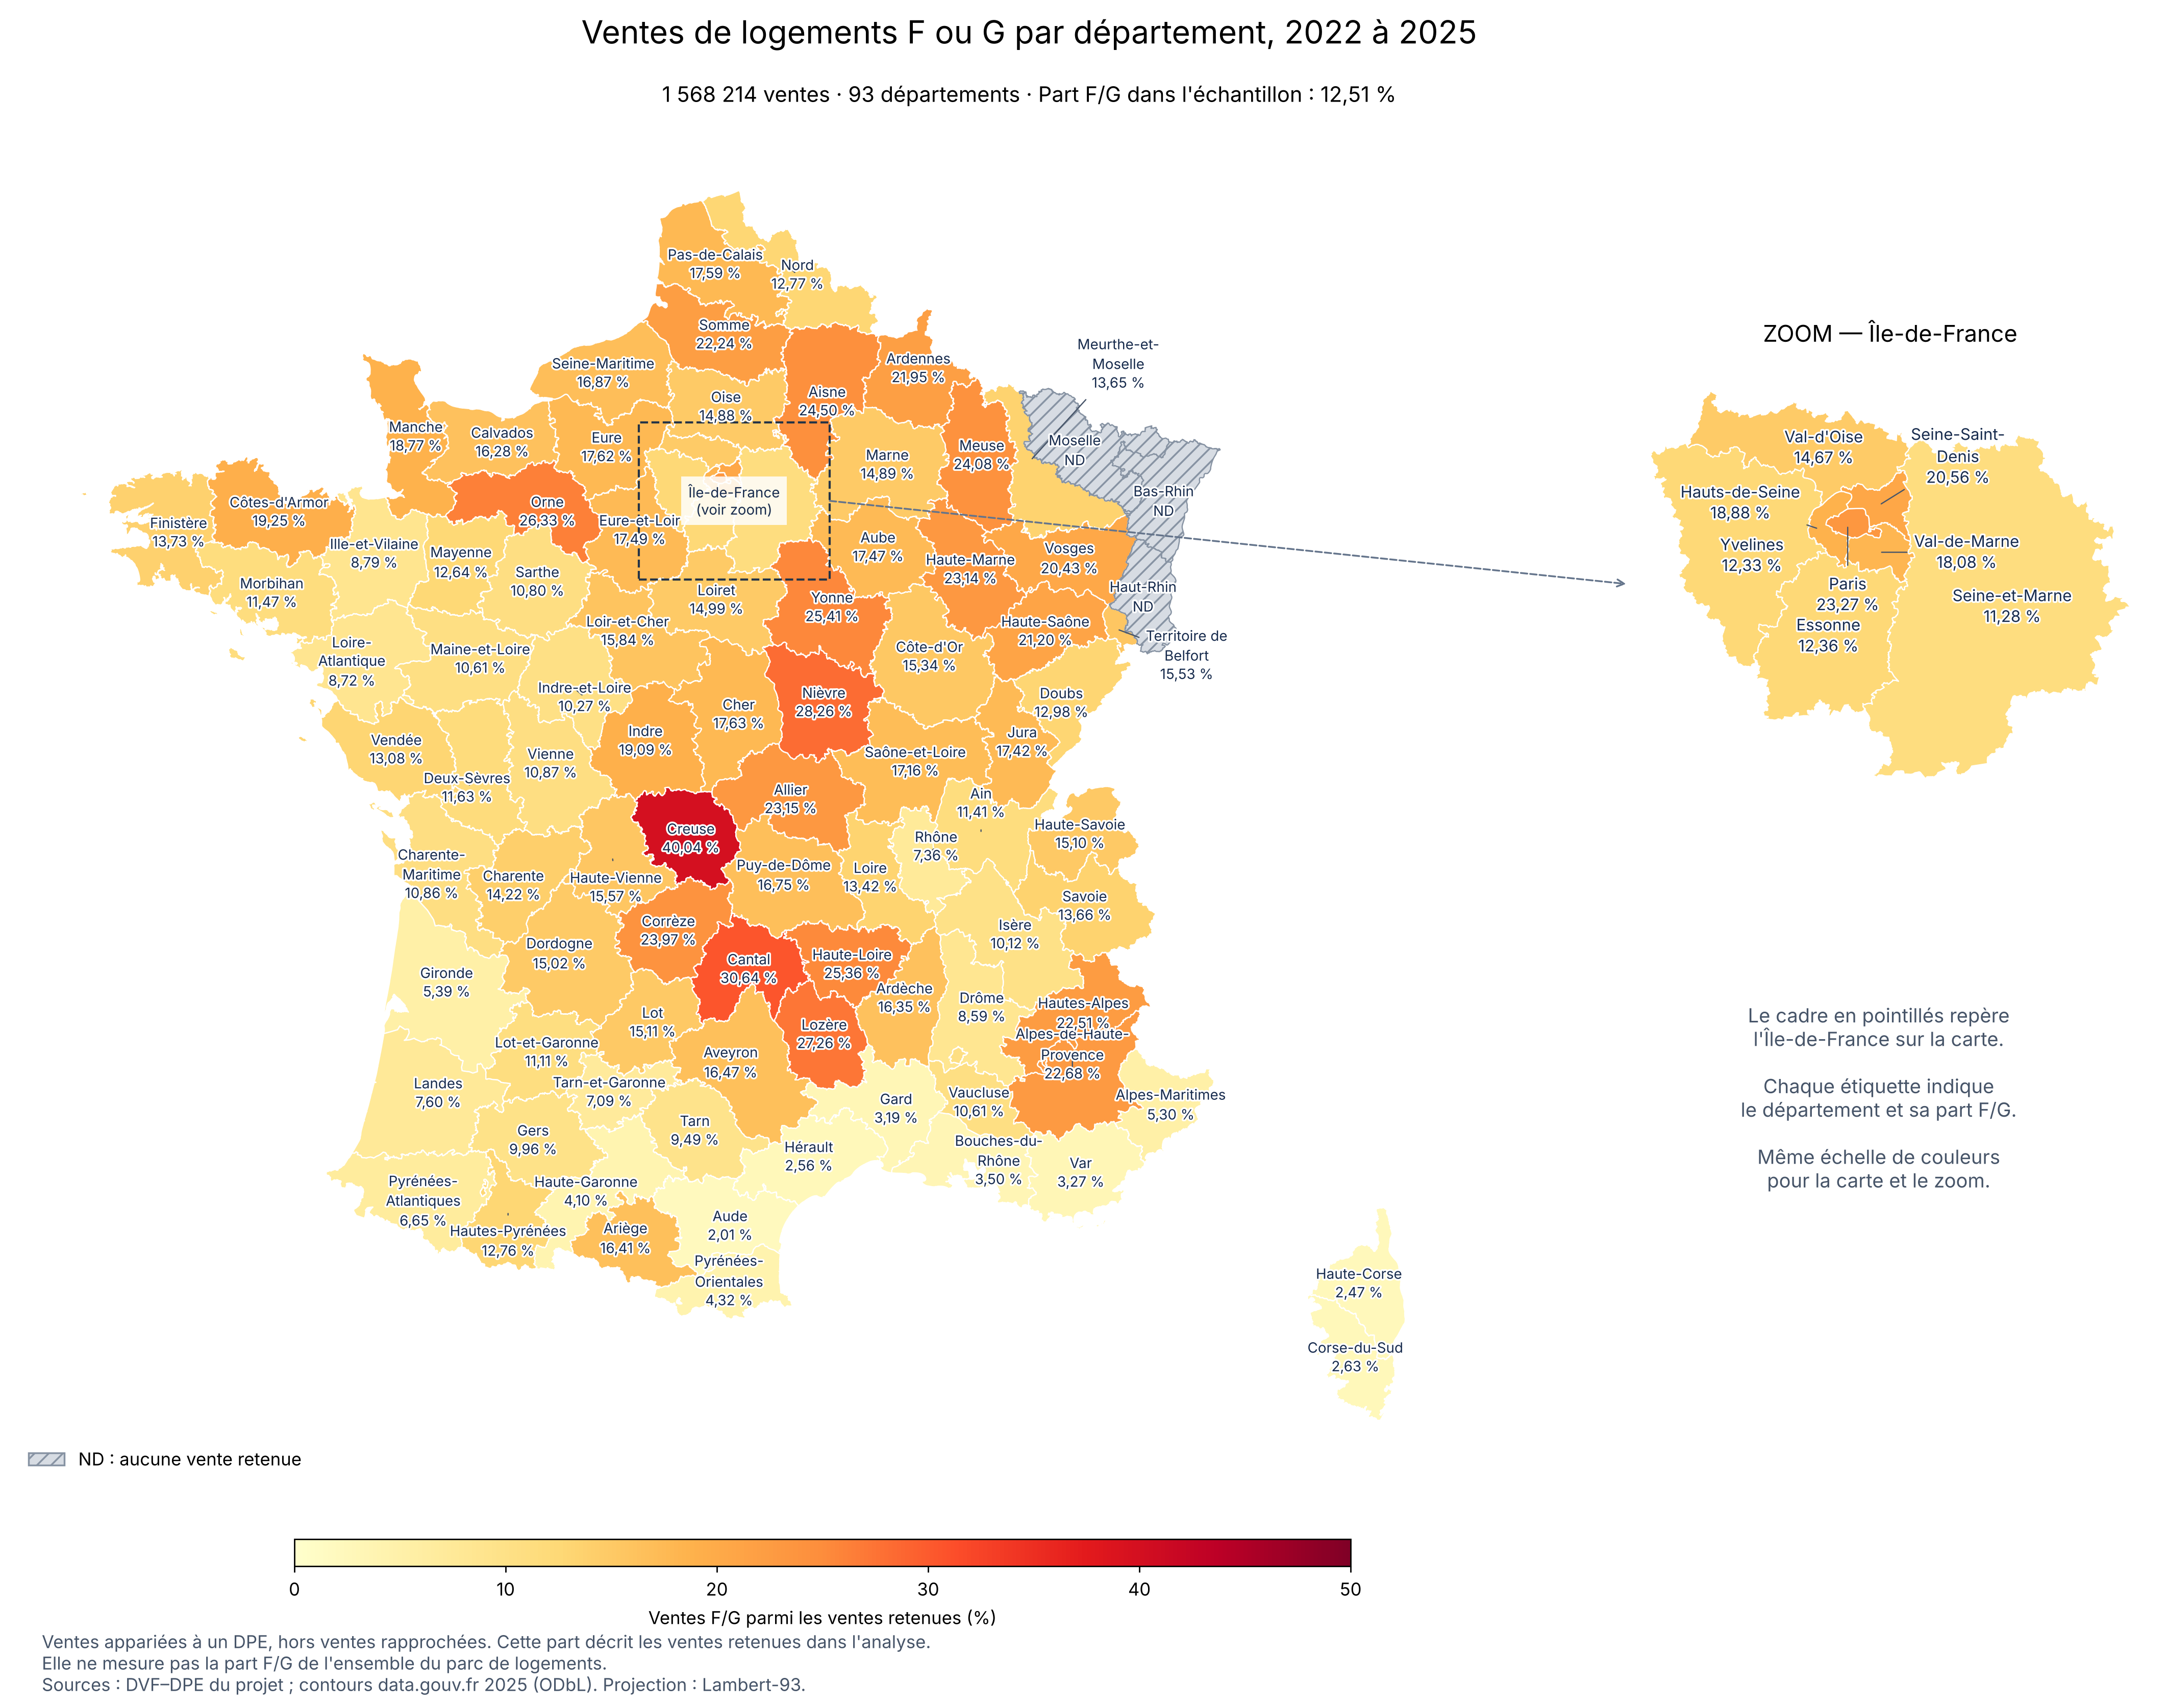 Ventes de logements F ou G par département, 2022 à 2025
1 568 214 ventes · 93 départements · Part F/G dans l'échantillon : 12,51 %
Pas-de-Calais
17,59 %
Nord
12,77 %
Somme
22,24 %
Seine-Maritime
16,87 %
Oise
14,88 %
Aisne
24,50 %
Ardennes
21,95 %
Meurthe-et-
Moselle
13,65 %
Manche
18,77 %
Calvados
16,28 %
Eure
17,62 %
Marne
14,89 %
Meuse
24,08 %
Moselle
ND
Bas-Rhin
ND
Île-de-France
(voir zoom)
Côtes-d'Armor
19,25 %
Finistère
13,73 %
Orne
26,33 %
Eure-et-Loir
17,49 %
Ille-et-Vilaine
8,79 %
Mayenne
12,64 %
Sarthe
10,80 %
Morbihan
11,47 %
Aube
17,47 %
Haute-Marne
23,14 %
Vosges
20,43 %
Haut-Rhin
ND
Loiret
14,99 %
Yonne
25,41 %
Loir-et-Cher
15,84 %
Haute-Saône
21,20 %
Territoire de
Belfort
15,53 %
Loire-
Atlantique
8,72 %
Maine-et-Loire
10,61 %
Indre-et-Loire
10,27 %
Côte-d'Or
15,34 %
Cher
17,63 %
Nièvre
28,26 %
Doubs
12,98 %
Vendée
13,08 %
Deux-Sèvres
11,63 %
Vienne
10,87 %
Indre
19,09 %
Saône-et-Loire
17,16 %
Jura
17,42 %
Allier
23,15 %
Ain
11,41 %
Creuse
40,04 %
Haute-Savoie
15,10 %
Rhône
7,36 %
Charente-
Maritime
10,86 %
Charente
14,22 %
Haute-Vienne
15,57 %
Puy-de-Dôme
16,75 %
Loire
13,42 %
Savoie
13,66 %
Corrèze
23,97 %
Isère
10,12 %
Dordogne
15,02 %
Cantal
30,64 %
Haute-Loire
25,36 %
Gironde
5,39 %
Ardèche
16,35 %
Drôme
8,59 %
Hautes-Alpes
22,51 %
Lot
15,11 %
Lozère
27,26 %
Alpes-de-Haute-
Provence
22,68 %
Lot-et-Garonne
11,11 %
Aveyron
16,47 %
Landes
7,60 %
Tarn-et-Garonne
7,09 %
Gard
3,19 %
Vaucluse
10,61 %
Alpes-Maritimes
5,30 %
Gers
9,96 %
Tarn
9,49 %
Hérault
2,56 %
Bouches-du-
Rhône
3,50 %
Var
3,27 %
Pyrénées-
Atlantiques
6,65 %
Haute-Garonne
4,10 %
Hautes-Pyrénées
12,76 %
Ariège
16,41 %
Aude
2,01 %
Pyrénées-
Orientales
4,32 %
Haute-Corse
2,47 %
Corse-du-Sud
2,63 %
ZOOM — Île-de-France
Val-d'Oise
14,67 %
Seine-Saint-
Denis
20,56 %
Hauts-de-Seine
18,88 %
Yvelines
12,33 %
Val-de-Marne
18,08 %
Paris
23,27 %
Seine-et-Marne
11,28 %
Essonne
12,36 %
Le cadre en pointillés repère
l'Île-de-France sur la carte.
Chaque étiquette indique
le département et sa part F/G.
Même échelle de couleurs
pour la carte et le zoom.
ND : aucune vente retenue
0 10 20 30 40 50
Ventes F/G parmi les ventes retenues (%)
Ventes appariées à un DPE, hors ventes rapprochées. Cette part décrit les ventes retenues dans l'analyse.
Elle ne mesure pas la part F/G de l'ensemble du parc de logements.
Sources : DVF–DPE du projet ; contours data.gouv.fr 2025 (ODbL). Projection : Lambert-93.